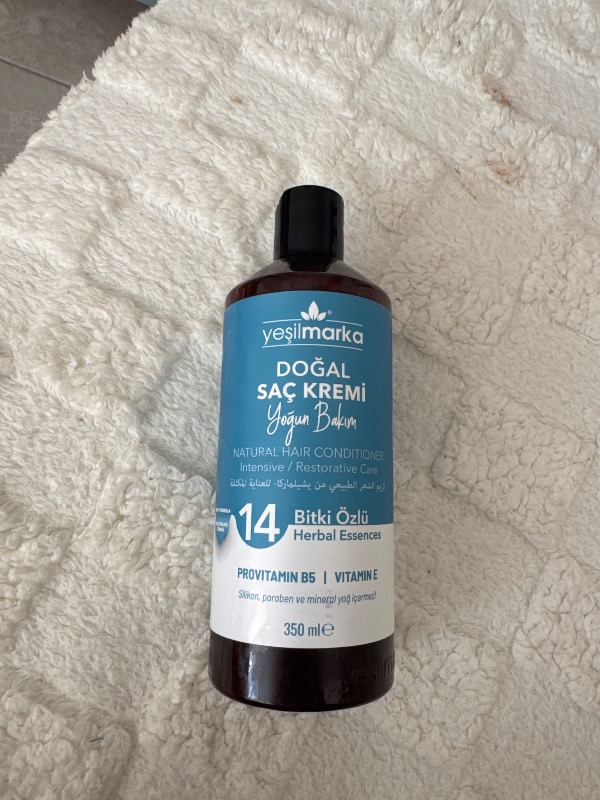 yeşilmarka
DOĞAL
SAÇ KREMİ
Yoğun Bakım
NATURAL HAIR CONDITIONER
Intensive / Restorative Care
كريم الشعر الطبيعي من يشيلماركا- للعناية المكثفة
14 Bitki Özlü
Herbal Essences
PROVITAMIN B5 | VITAMIN E
Silikon, paraben ve mineral yağ içermez!
350 ml℮